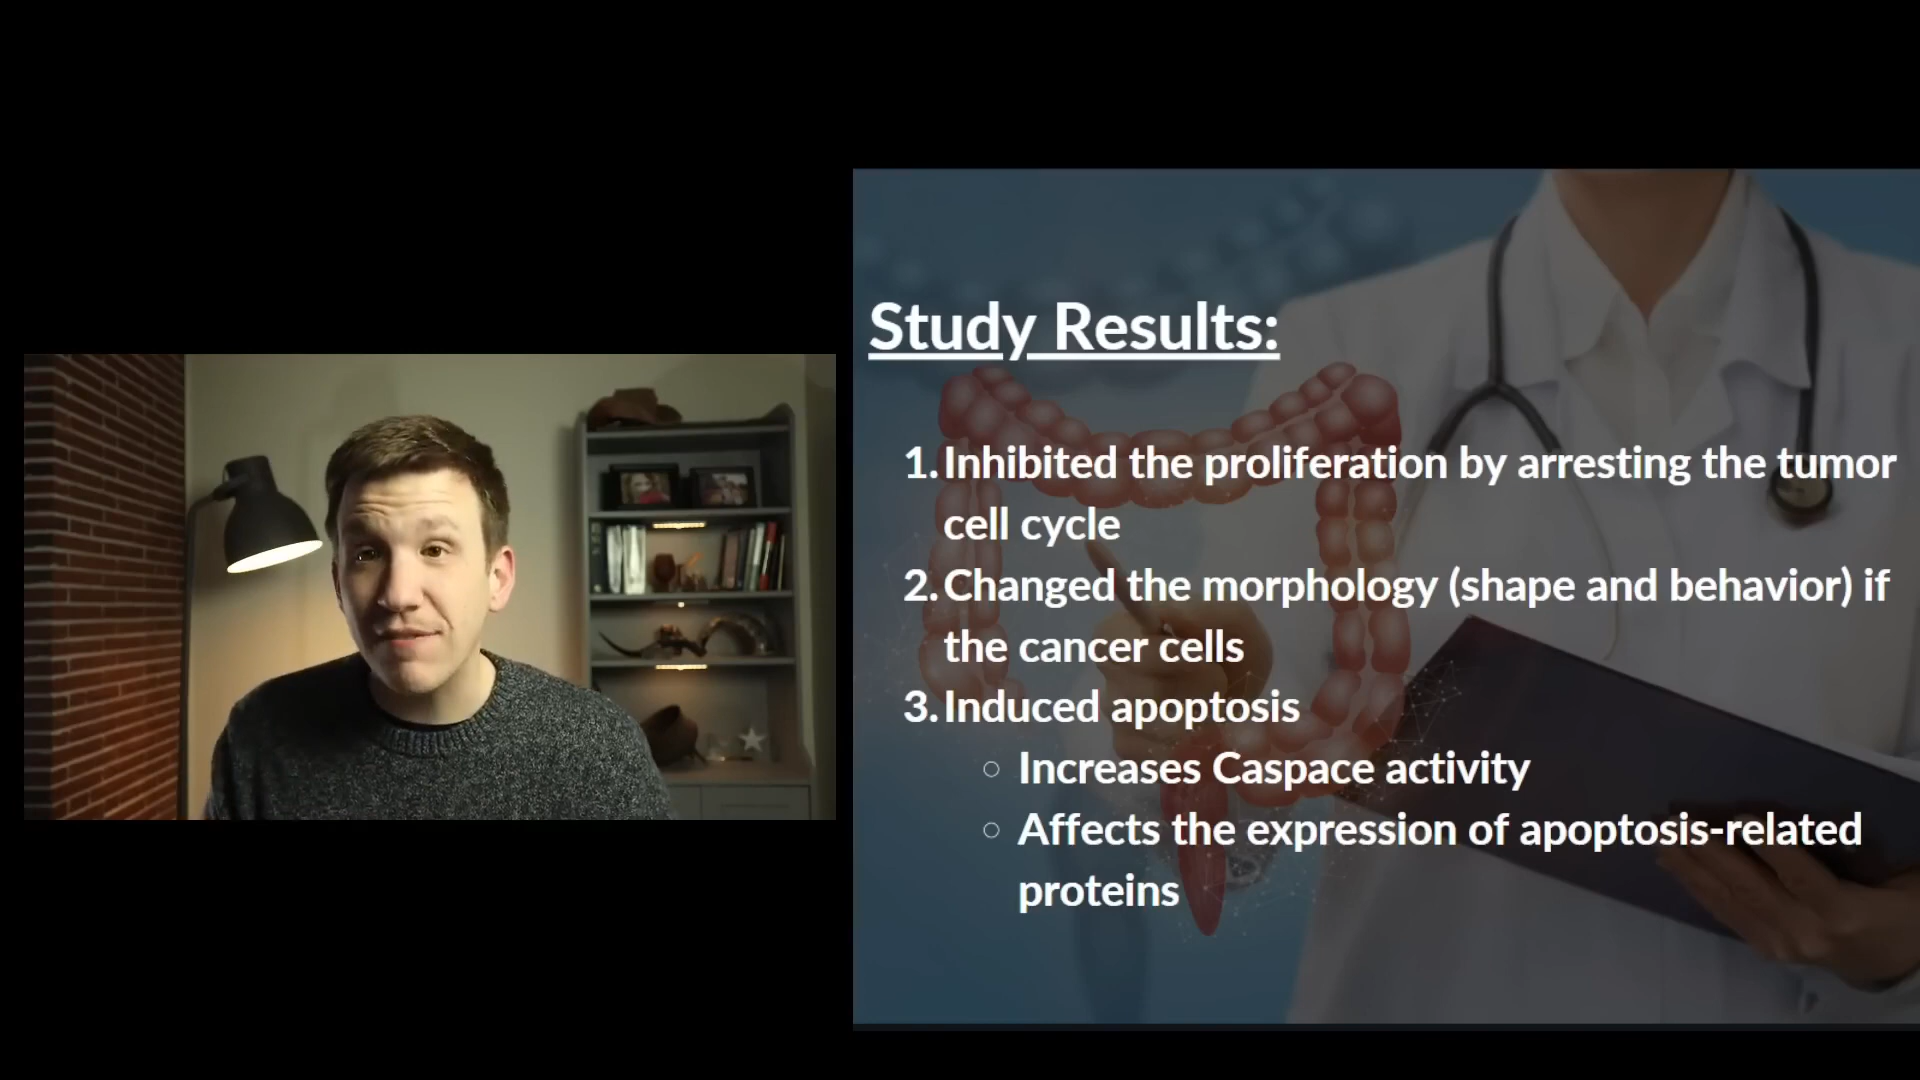 Study Results:
1. Inhibited the proliferation by arresting the tumor
cell cycle
2. Changed the morphology (shape and behavior) if
the cancer cells
3. Induced apoptosis
○ Increases Caspace activity
○ Affects the expression of apoptosis-related
proteins